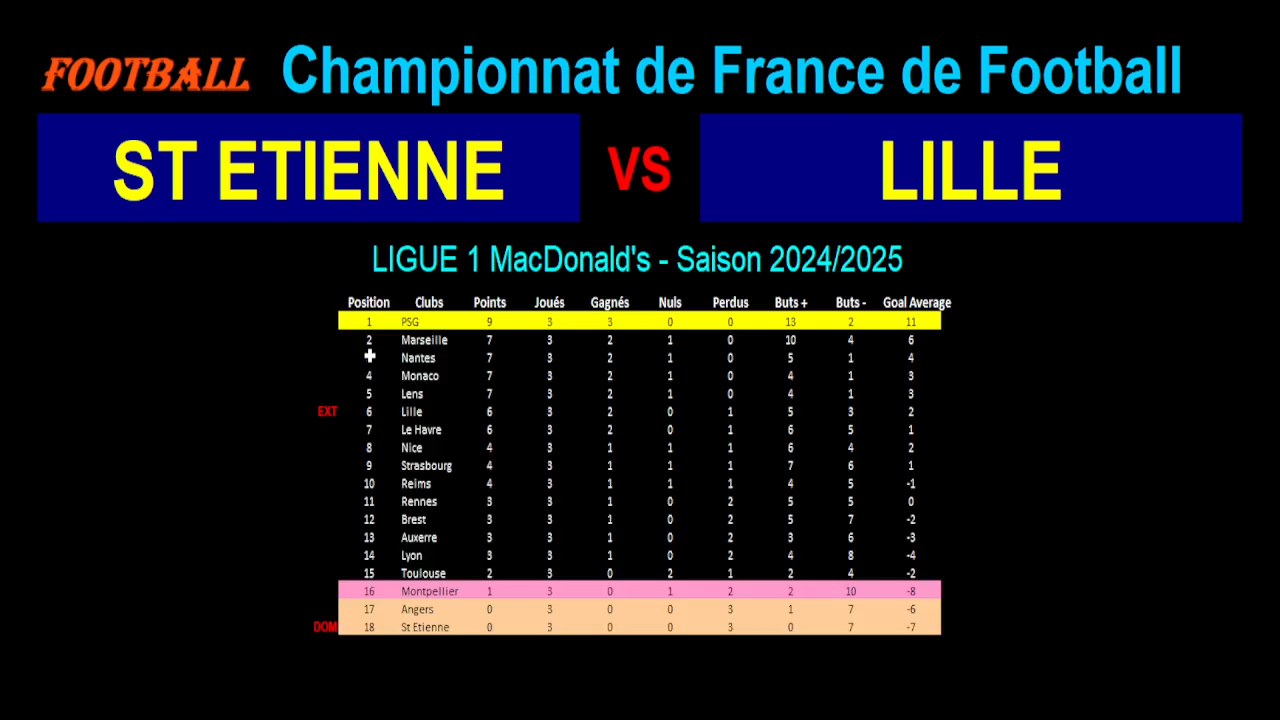 FOOTBALL Championnat de France de Football
ST ETIENNE VS LILLE
LIGUE 1 MacDonald's - Saison 2024/2025
Position Clubs Points Joués Gagnés Nuls Perdus Buts + Buts - Goal Average
1 PSG 9 3 3 0 0 13 2 11
2 Marseille 7 3 2 1 0 10 4 6
Nantes 7 3 2 1 0 5 1 4
4 Monaco 7 3 2 1 0 4 1 3
5 Lens 7 3 2 1 0 4 1 3
EXT 6 Lille 6 3 2 0 1 5 3 2
7 Le Havre 6 3 2 0 1 6 5 1
8 Nice 4 3 1 1 1 6 4 2
9 Strasbourg 4 3 1 1 1 7 6 1
10 Reims 4 3 1 1 1 4 5 -1
11 Rennes 3 3 1 0 2 5 5 0
12 Brest 3 3 1 0 2 5 7 -2
13 Auxerre 3 3 1 0 2 3 6 -3
14 Lyon 3 3 1 0 2 4 8 -4
15 Toulouse 2 3 0 2 1 2 4 -2
16 Montpellier 1 3 0 1 2 2 10 -8
17 Angers 0 3 0 0 3 1 7 -6
DOM 18 St Etienne 0 3 0 0 3 0 7 -7